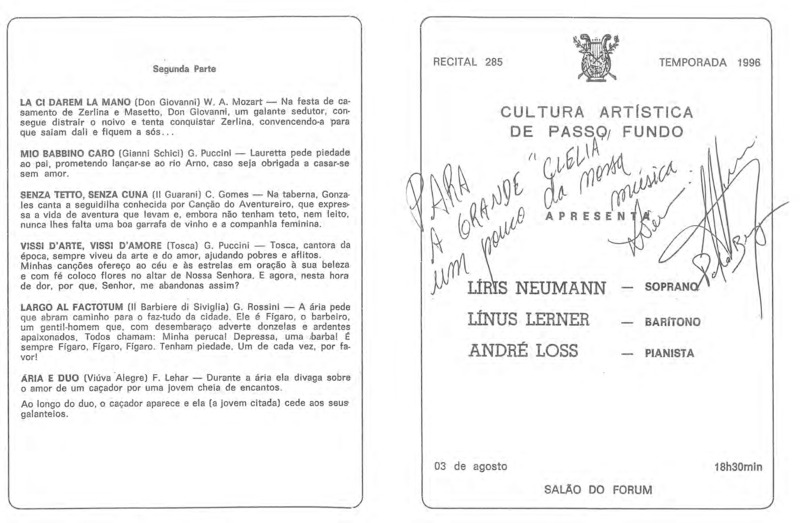 Segunda Parte
LA CI DAREM LA MANO (Don Giovanni) W. A. Mozart — Na festa de ca-
samento de Zerlina e Masetto, Don Giovanni, um galante sedutor, con-
segue distrair o noivo e tenta conquistar Zerlina, convencendo-a para
que saiam dali e fiquem a sós...
MIO BABBINO CARO (Gianni Schici) G. Puccini — Lauretta pede piedade
ao pai, prometendo lançar-se ao rio Arno, caso seja obrigada a casar-se
sem amor.
SENZA TETTO, SENZA CUNA (Il Guarani) C. Gomes — Na taberna, Gonza-
les canta a seguidilha conhecida por Canção do Aventureiro, que expres-
sa a vida de aventura que levam e, embora não tenham teto, nem leito,
nunca lhes falta uma boa garrafa de vinho e a companhia feminina.
VISSI D'ARTE, VISSI D'AMORE (Tosca) G. Puccini — Tosca, cantora da
época, sempre viveu da arte e do amor, ajudando pobres e aflitos.
Minhas canções ofereço ao céu e às estrelas em oração à sua beleza
e com fé coloco flores no altar de Nossa Senhora. E agora, nesta hora
de dor, por que, Senhor, me abandonas assim?
LARGO AL FACTOTUM (Il Barbiere di Siviglia) G. Rossini — A ária pede
que abram caminho para o faz-tudo da cidade. Ele é Fígaro, o barbeiro,
um gentil-homem que, com desembaraço adverte donzelas e ardentes
apaixonados, Todos chamam: Minha peruca! Depressa, uma barba! É
sempre Fígaro, Fígaro, Fígaro. Tenham piedade. Um de cada vez, por fa-
vor!
ÁRIA E DUO (Viúva Alegre) F. Lehar — Durante a ária ela divaga sobre
o amor de um caçador por uma jovem cheia de encantos.
Ao longo do duo, o caçador aparece e ela (a jovem citada) cede aos seus
galanteios.
RECITAL 285
TEMPORADA 1996
CULTURA ARTÍSTICA
DE PASSO FUNDO
PARA
A GRANDE "CLELIA
um pouco da nossa
música
APRESENTA
LÍRIS NEUMANN — SOPRANO
LÍNUS LERNER — BARÍTONO
ANDRÉ LOSS — PIANISTA
03 de agosto
18h30min
SALÃO DO FORUM